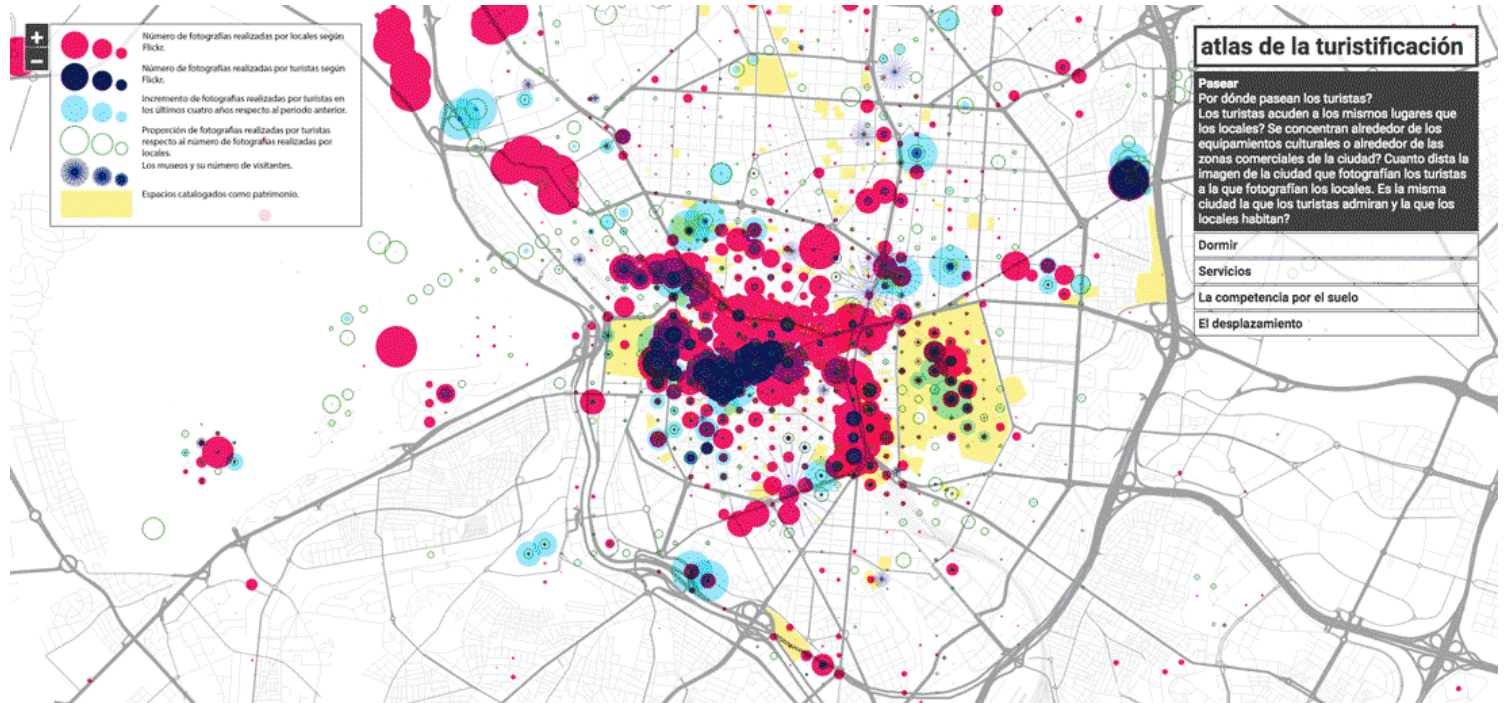 +
−
Número de fotografías realizadas por locales según
Flickr.
Número de fotografías realizadas por turistas según
Flickr.
Incremento de fotografías realizadas por turistas en
los últimos cuatro años respecto al periodo anterior.
Proporción de fotografías realizadas por turistas
respecto al número de fotografías realizadas por
locales.
Los museos y su número de visitantes.
Espacios catalogados como patrimonio.
atlas de la turistificación
Pasear
Por dónde pasean los turistas?
Los turistas acuden a los mismos lugares que
los locales? Se concentran alrededor de los
equipamientos culturales o alrededor de las
zonas comerciales de la ciudad? Cuanto dista la
imagen de la ciudad que fotografían los turistas
a la que fotografían los locales. Es la misma
ciudad la que los turistas admiran y la que los
locales habitan?
Dormir
Servicios
La competencia por el suelo
El desplazamiento